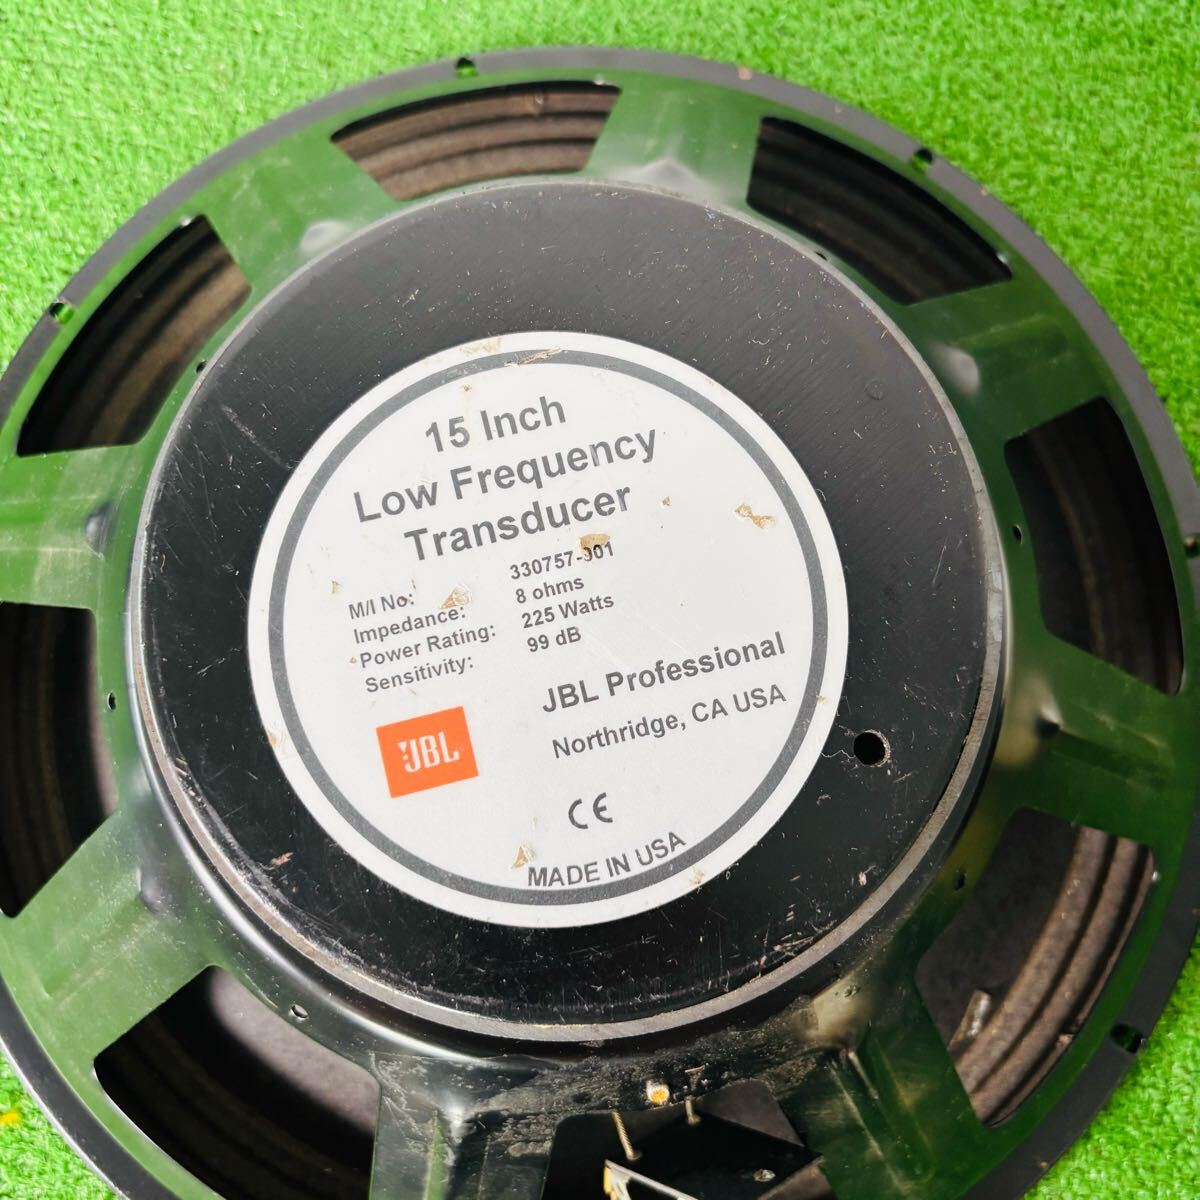 15 Inch
Low Frequency
Transducer
M/I No: 330757-001
Impedance: 8 ohms
Power Rating: 225 Watts
Sensitivity: 99 dB
JBL Professional
Northridge, CA USA
JBL
CE
MADE IN USA